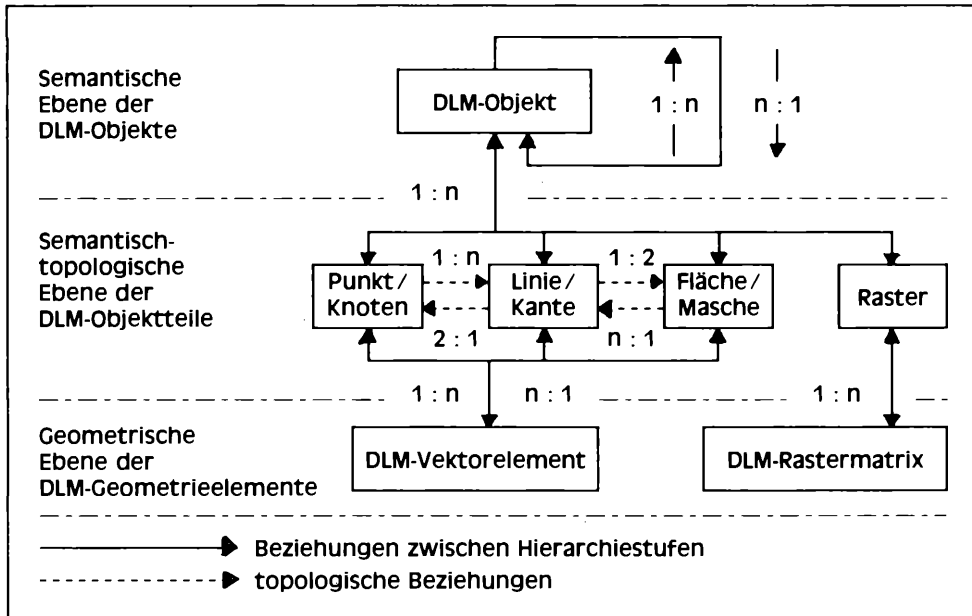 Semantische
Ebene der
DLM-Objekte
DLM-Objekt
1 : n
n : 1
1 : n
Semantisch-
topologische
Ebene der
DLM-Objektteile
Punkt /
Knoten
1 : n
2 : 1
Linie /
Kante
1 : 2
n : 1
Fläche /
Masche
Raster
1 : n
n : 1
1 : n
Geometrische
Ebene der
DLM-Geometrieelemente
DLM-Vektorelement
DLM-Rastermatrix
Beziehungen zwischen Hierarchiestufen
topologische Beziehungen